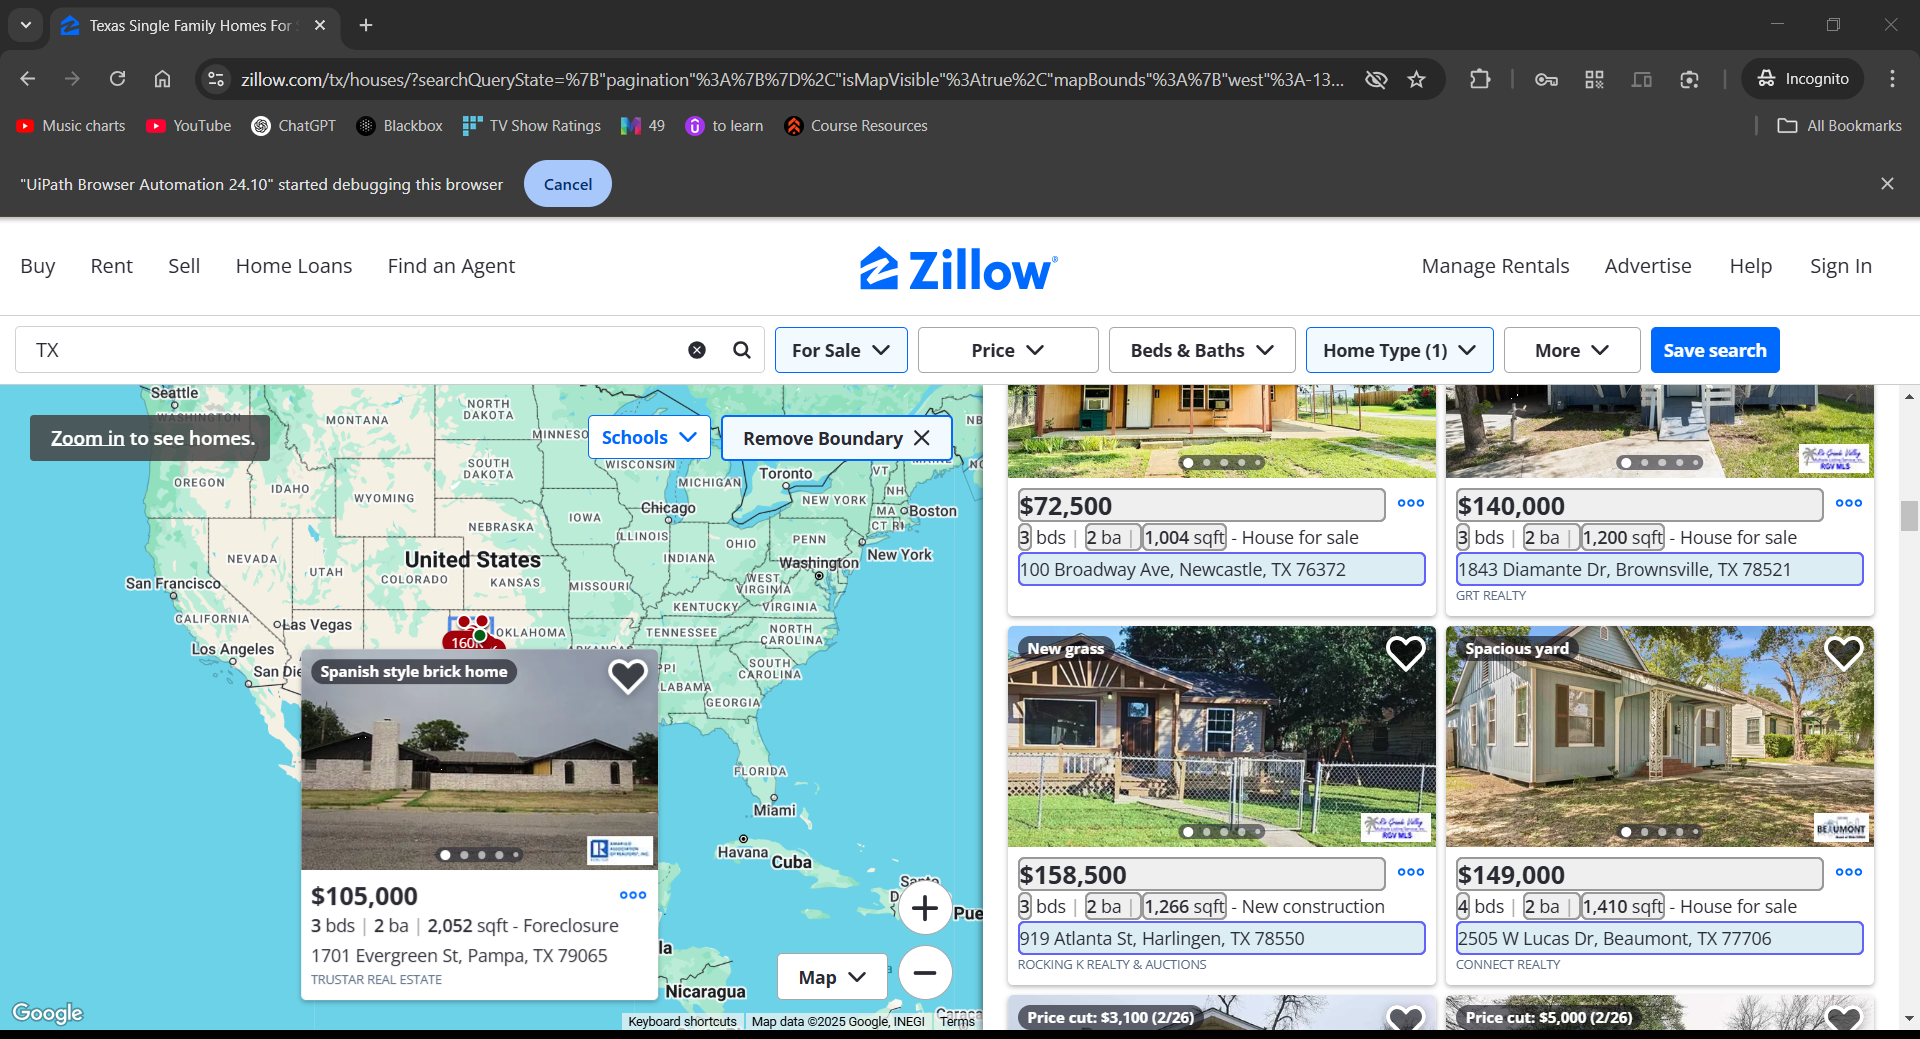 Texas Single Family Homes For S
zillow.com/tx/houses/?searchQueryState=%7B"pagination"%3A%7B%7D%2C"isMapVisible"%3Atrue%2C"mapBounds"%3A%7B"west"%3A-13...
Incognito
Music charts
YouTube
ChatGPT
Blackbox
TV Show Ratings
49
to learn
Course Resources
All Bookmarks
"UiPath Browser Automation 24.10" started debugging this browser
Cancel
Buy
Rent
Sell
Home Loans
Find an Agent
Zillow
Manage Rentals
Advertise
Help
Sign In
TX
For Sale
Price
Beds & Baths
Home Type (1)
More
Save search
Zoom in to see homes.
Schools
Remove Boundary
Seattle
WASHINGTON
MONTANA
NORTH
DAKOTA
MINNESO
OREGON
IDAHO
WYOMING
SOUTH
DAKOTA
WISCONSIN
MICHIGAN
Toronto
VT
NH
NB
NEW YORK
MA
Boston
CT RI
Chicago
IOWA
NEBRASKA
ILLINOIS
INDIANA
OHIO
PENN
New York
Washington
NEVADA
UTAH
United States
COLORADO
KANSAS
MISSOURI
WEST
VIRGINIA
KENTUCKY
VIRGINIA
San Francisco
CALIFORNIA
Las Vegas
OKLAHOMA
TENNESSEE
NORTH
CAROLINA
Los Angeles
San Die
160K
ARKANSAS
PPI
LABAMA
SOUTH
CAROLINA
GEORGIA
FLORIDA
Miami
Havana
Cuba
Santo
Pue
la
Nicaragua
Map
Google
Keyboard shortcuts
Map data ©2025 Google, INEGI
Terms
Spanish style brick home
$105,000
3 bds | 2 ba | 2,052 sqft - Foreclosure
1701 Evergreen St, Pampa, TX 79065
TRUSTAR REAL ESTATE
RGV MLS
$72,500
3 bds | 2 ba | 1,004 sqft - House for sale
100 Broadway Ave, Newcastle, TX 76372
$140,000
3 bds | 2 ba | 1,200 sqft - House for sale
1843 Diamante Dr, Brownsville, TX 78521
GRT REALTY
New grass
RGV MLS
$158,500
3 bds | 2 ba | 1,266 sqft - New construction
919 Atlanta St, Harlingen, TX 78550
ROCKING K REALTY & AUCTIONS
Spacious yard
BEAUMONT
$149,000
4 bds | 2 ba | 1,410 sqft - House for sale
2505 W Lucas Dr, Beaumont, TX 77706
CONNECT REALTY
Price cut: $3,100 (2/26)
Price cut: $5,000 (2/26)